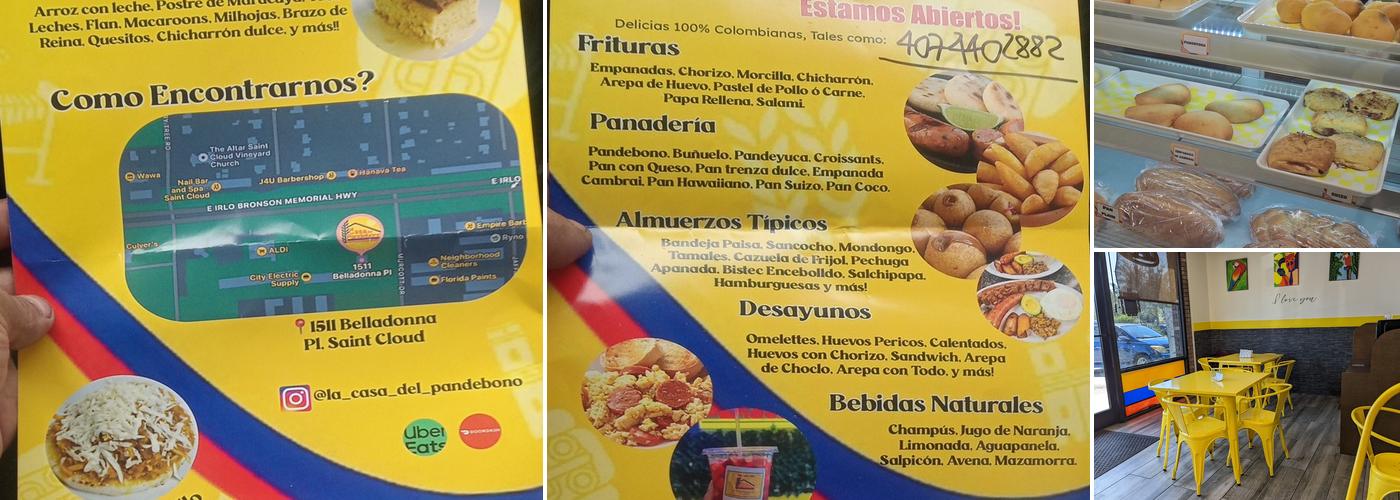 Arroz con leche, Postre de Maracuya,
Leches, Flan, Macaroons, Milhojas, Brazo de
Reina, Quesitos, Chicharrón dulce, y más!!
Como Encontrarnos?
The Altar Saint
Cloud Vineyard
Church
Wawa
Nail Bar
and Spa
Saint Cloud
J4U Barbershop
Havava Tea
E IRLO BRONSON MEMORIAL HWY
E IRLO
Culver's
ALDI
1511
Belladonna Pl
Empire Barb
Ryno
City Electric
Supply
Neighborhood
Cleaners
Florida Paints
1511 Belladonna
Pl. Saint Cloud
@la_casa_del_pandebono
Uber
Eats
DOORDASH
Estamos Abiertos!
Delicias 100% Colombianas, Tales como: 4074402882
Frituras
Empanadas, Chorizo, Morcilla, Chicharrón,
Arepa de Huevo, Pastel de Pollo ó Carne,
Papa Rellena, Salami.
Panadería
Pandebono, Buñuelo, Pandeyuca, Croissants,
Pan con Queso, Pan trenza dulce, Empanada
Cambrai, Pan Hawaiiano, Pan Suizo, Pan Coco.
Almuerzos Típicos
Bandeja Paisa, Sancocho, Mondongo,
Tamales, Cazuela de Frijol, Pechuga
Apanada, Bistec Encebolldo, Salchipapa,
Hamburguesas y más!
Desayunos
Omelettes, Huevos Pericos, Calentados,
Huevos con Chorizo, Sandwich, Arepa
de Choclo, Arepa con Todo, y más!
Bebidas Naturales
Champús, Jugo de Naranja,
Limonada, Aguapanela,
Salpicón, Avena, Mazamorra.
I love you